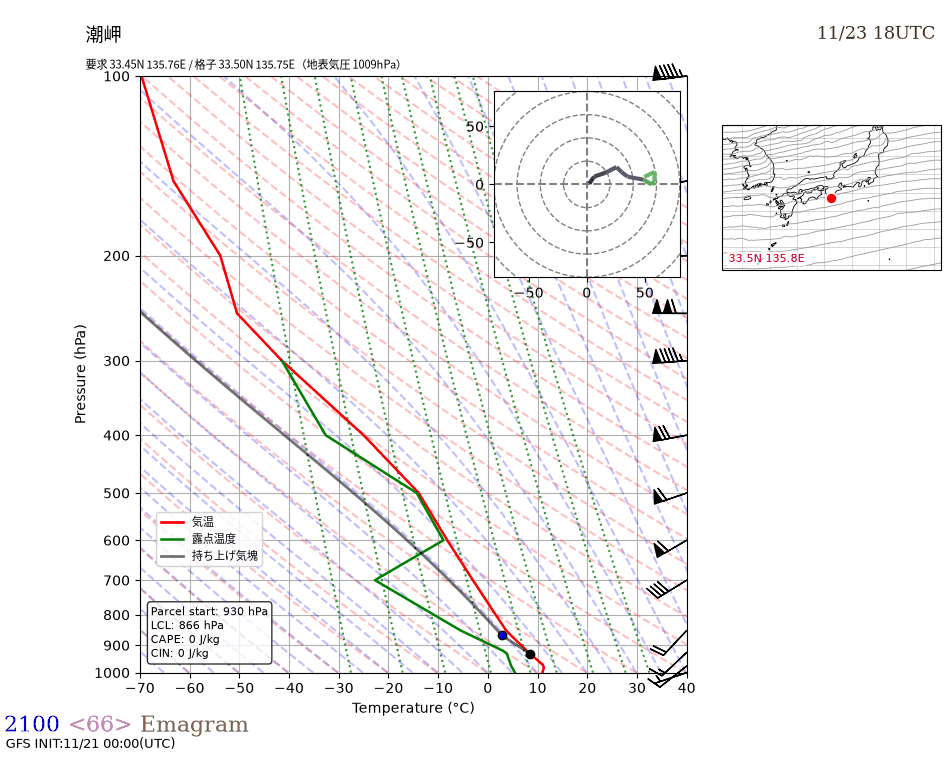 潮岬
11/23 18UTC
要求 33.45N 135.76E / 格子 33.50N 135.75E（地表気圧 1009hPa）
100
200
300
400
500
600
700
800
900
1000
Pressure (hPa)
−70 −60 −50 −40 −30 −20 −10 0 10 20 30 40
Temperature (°C)
50
0
−50
−50 0 50
33.5N 135.8E
気温
露点温度
持ち上げ気塊
Parcel start: 930 hPa
LCL: 866 hPa
CAPE: 0 J/kg
CIN: 0 J/kg
2100 <66> Emagram
GFS INIT:11/21 00:00(UTC)